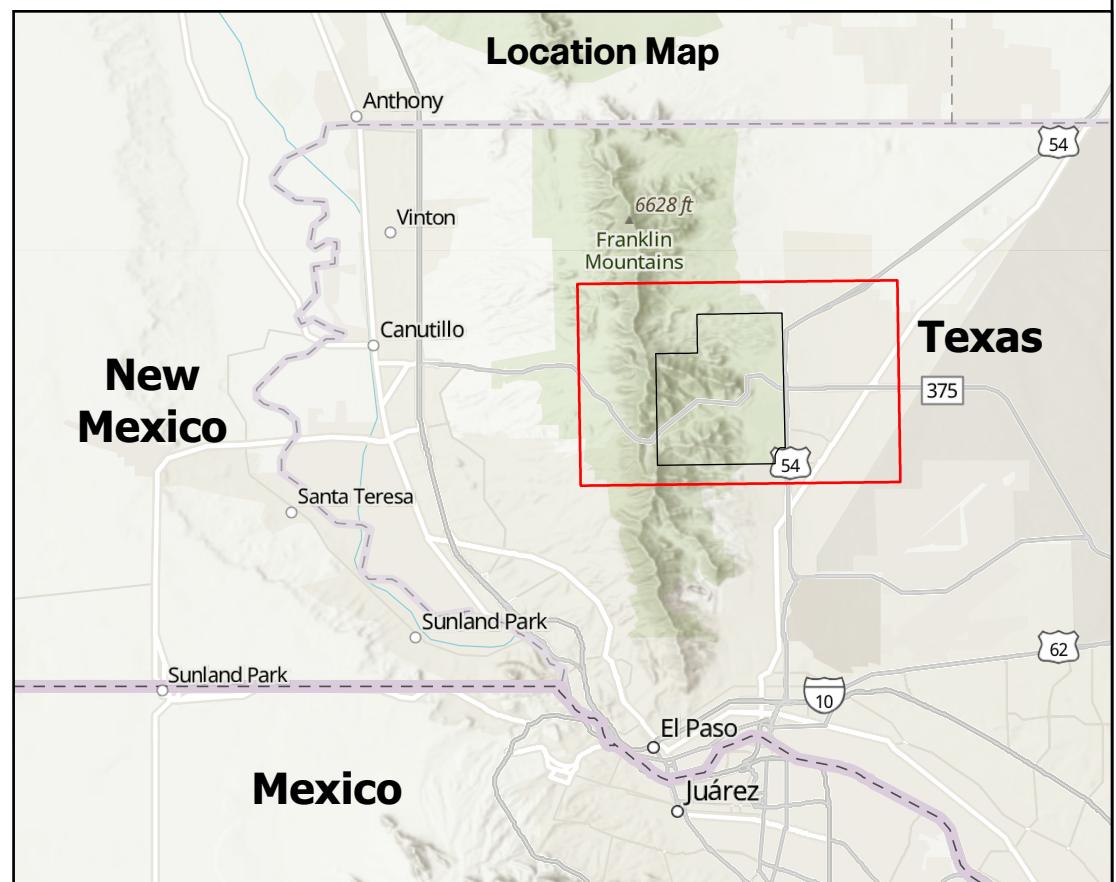 Location Map
Anthony
54
Vinton
6628 ft
Franklin
Mountains
Canutillo
Texas
New
Mexico
375
54
Santa Teresa
Sunland Park
62
Sunland Park
10
El Paso
Mexico
Juárez